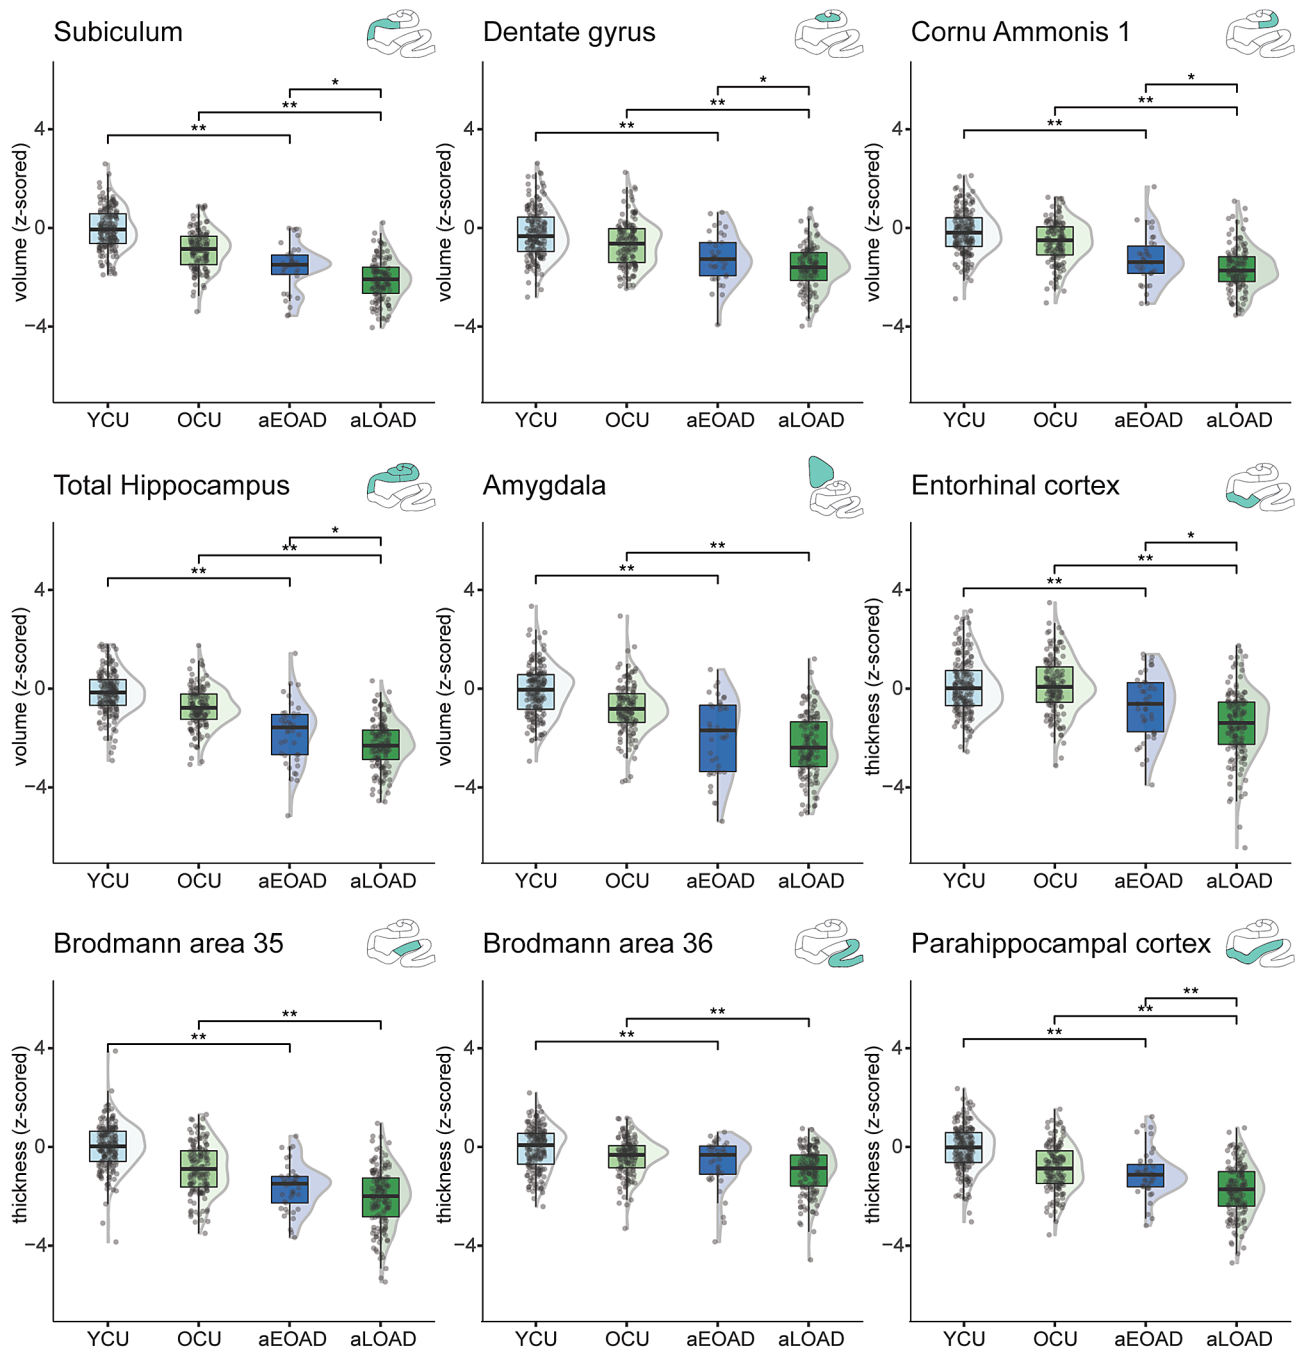 Subiculum
Dentate gyrus
Cornu Ammonis 1
volume (z-scored)
4
0
−4
*
**
**
YCU OCU aEOAD aLOAD
volume (z-scored)
4
0
−4
*
**
**
YCU OCU aEOAD aLOAD
volume (z-scored)
4
0
−4
*
**
**
YCU OCU aEOAD aLOAD
Total Hippocampus
Amygdala
Entorhinal cortex
volume (z-scored)
4
0
−4
*
**
**
YCU OCU aEOAD aLOAD
volume (z-scored)
4
0
−4
**
**
YCU OCU aEOAD aLOAD
thickness (z-scored)
4
0
−4
*
**
**
YCU OCU aEOAD aLOAD
Brodmann area 35
Brodmann area 36
Parahippocampal cortex
thickness (z-scored)
4
0
−4
**
**
YCU OCU aEOAD aLOAD
thickness (z-scored)
4
0
−4
**
**
YCU OCU aEOAD aLOAD
thickness (z-scored)
4
0
−4
**
**
**
YCU OCU aEOAD aLOAD